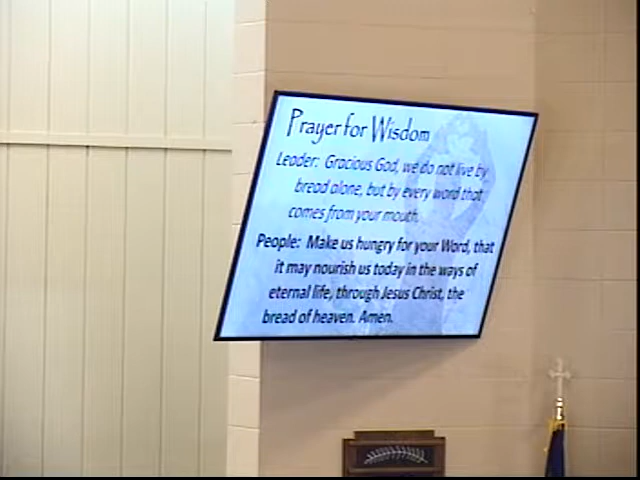 Prayer for Wisdom
Leader: Gracious God, we do not live by
bread alone, but by every word that
comes from your mouth.
People: Make us hungry for your Word, that
it may nourish us today in the ways of
eternal life, through Jesus Christ, the
bread of heaven. Amen.